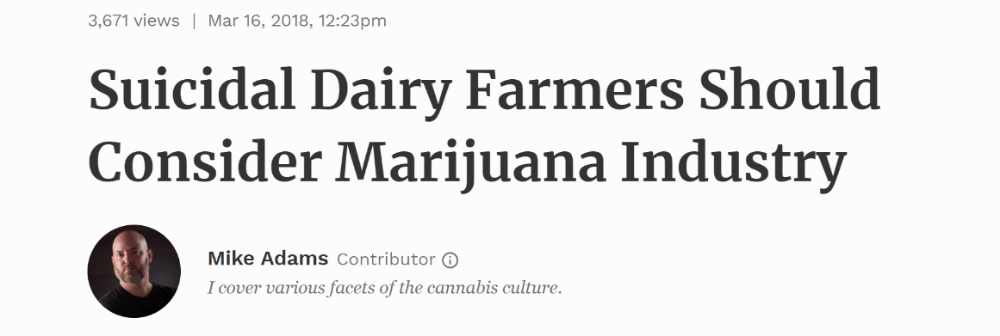 3,671 views | Mar 16, 2018, 12:23pm
Suicidal Dairy Farmers Should
Consider Marijuana Industry
Mike Adams Contributor
I cover various facets of the cannabis culture.